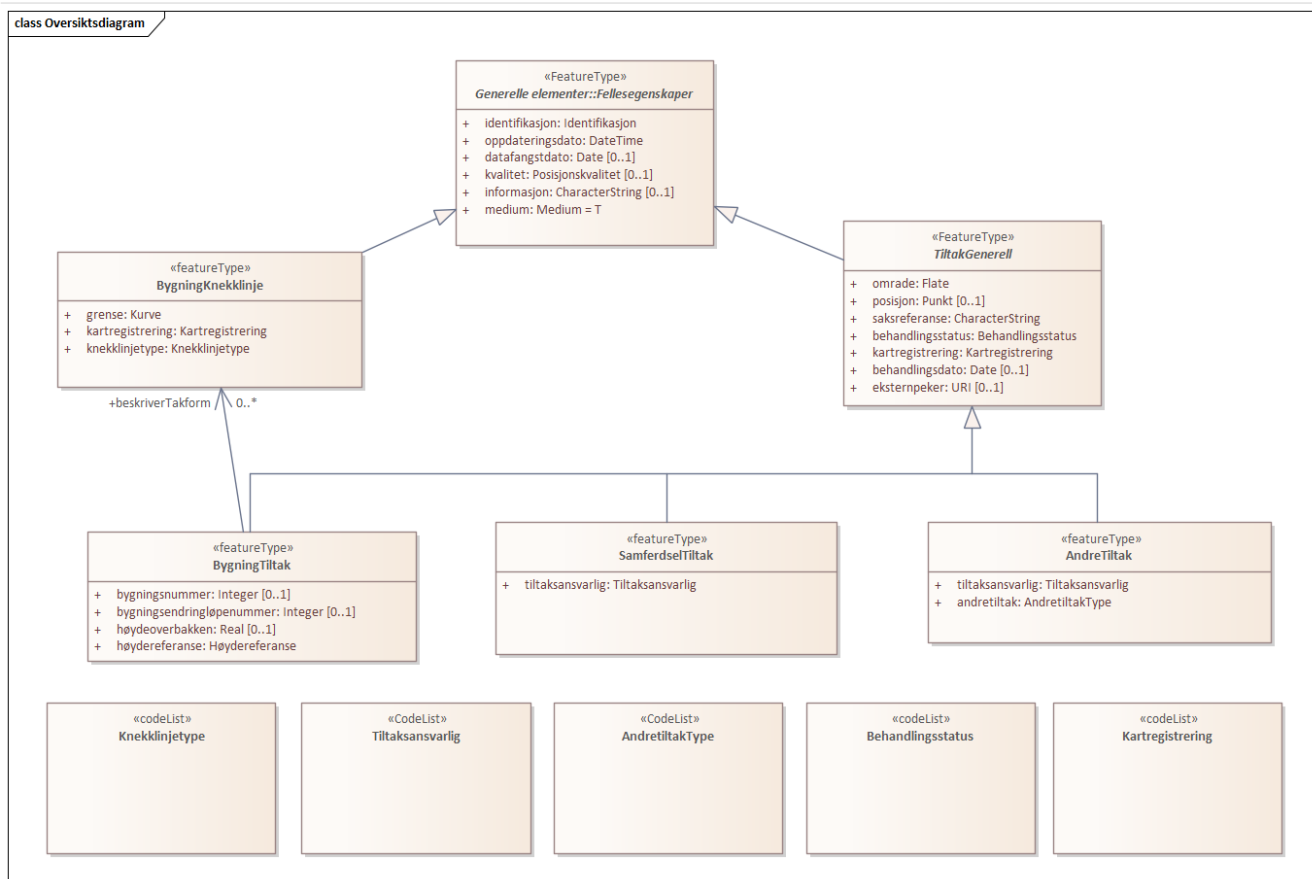 class Oversiktsdiagram
«FeatureType»
Generelle elementer::Fellesegenskaper
+ identifikasjon: Identifikasjon
+ oppdateringsdato: DateTime
+ datafangstdato: Date [0..1]
+ kvalitet: Posisjonskvalitet [0..1]
+ informasjon: CharacterString [0..1]
+ medium: Medium = T
«featureType»
BygningKnekklinje
+ grense: Kurve
+ kartregistrering: Kartregistrering
+ knekklinjetype: Knekklinjetype
«FeatureType»
TiltakGenerell
+ omrade: Flate
+ posisjon: Punkt [0..1]
+ saksreferanse: CharacterString
+ behandlingsstatus: Behandlingsstatus
+ kartregistrering: Kartregistrering
+ behandlingsdato: Date [0..1]
+ eksternpeker: URI [0..1]
+beskriverTakform 0..*
«featureType»
BygningTiltak
+ bygningsnummer: Integer [0..1]
+ bygningsendringløpenummer: Integer [0..1]
+ høydeoverbakken: Real [0..1]
+ høydereferanse: Høydereferanse
«featureType»
SamferdselTiltak
+ tiltaksansvarlig: Tiltaksansvarlig
«featureType»
AndreTiltak
+ tiltaksansvarlig: Tiltaksansvarlig
+ andretiltak: AndretiltakType
«codeList»
Knekklinjetype
«CodeList»
Tiltaksansvarlig
«CodeList»
AndretiltakType
«codeList»
Behandlingsstatus
«codeList»
Kartregistrering